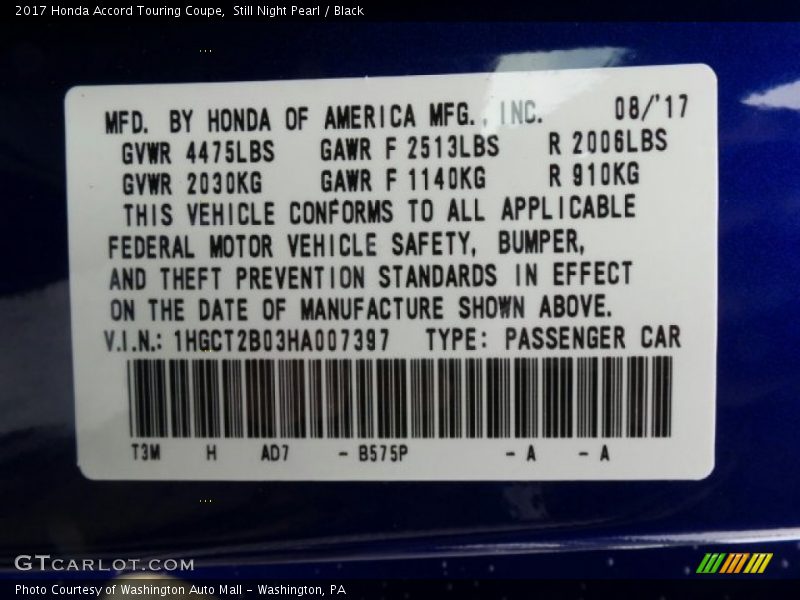 2017 Honda Accord Touring Coupe,  Still Night Pearl / Black
MFD. BY HONDA OF AMERICA MFG., INC. 08/'17
GVWR 4475LBS GAWR F 2513LBS R 2006LBS
GVWR 2030KG GAWR F 1140KG R 910KG
THIS VEHICLE CONFORMS TO ALL APPLICABLE
FEDERAL MOTOR VEHICLE SAFETY, BUMPER,
AND THEFT PREVENTION STANDARDS IN EFFECT
ON THE DATE OF MANUFACTURE SHOWN ABOVE.
V.I.N.: 1HGCT2B03HA007397 TYPE: PASSENGER CAR
T3M H AD7 - B575P - A - A
GTCARLOT.COM
Photo Courtesy of Washington Auto Mall - Washington, PA